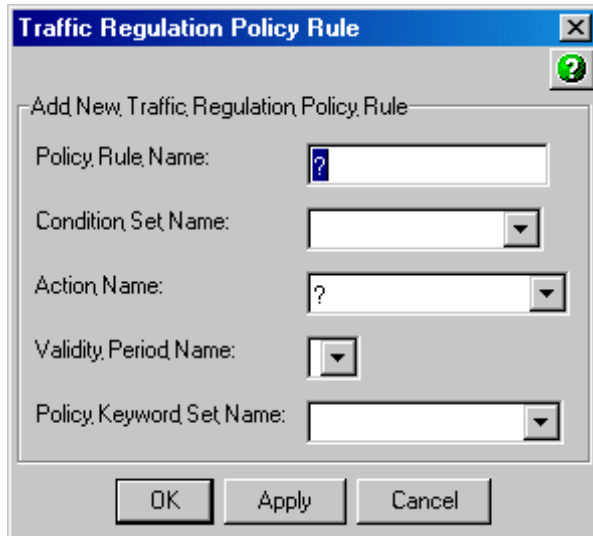 Traffic Regulation Policy Rule
Add, New, Traffic, Regulation, Policy, Rule
Policy, Rule, Name:
?
Condition, Set, Name:
Action, Name:
?
Validity, Period, Name:
Policy, Keyword, Set, Name:
OK Apply Cancel